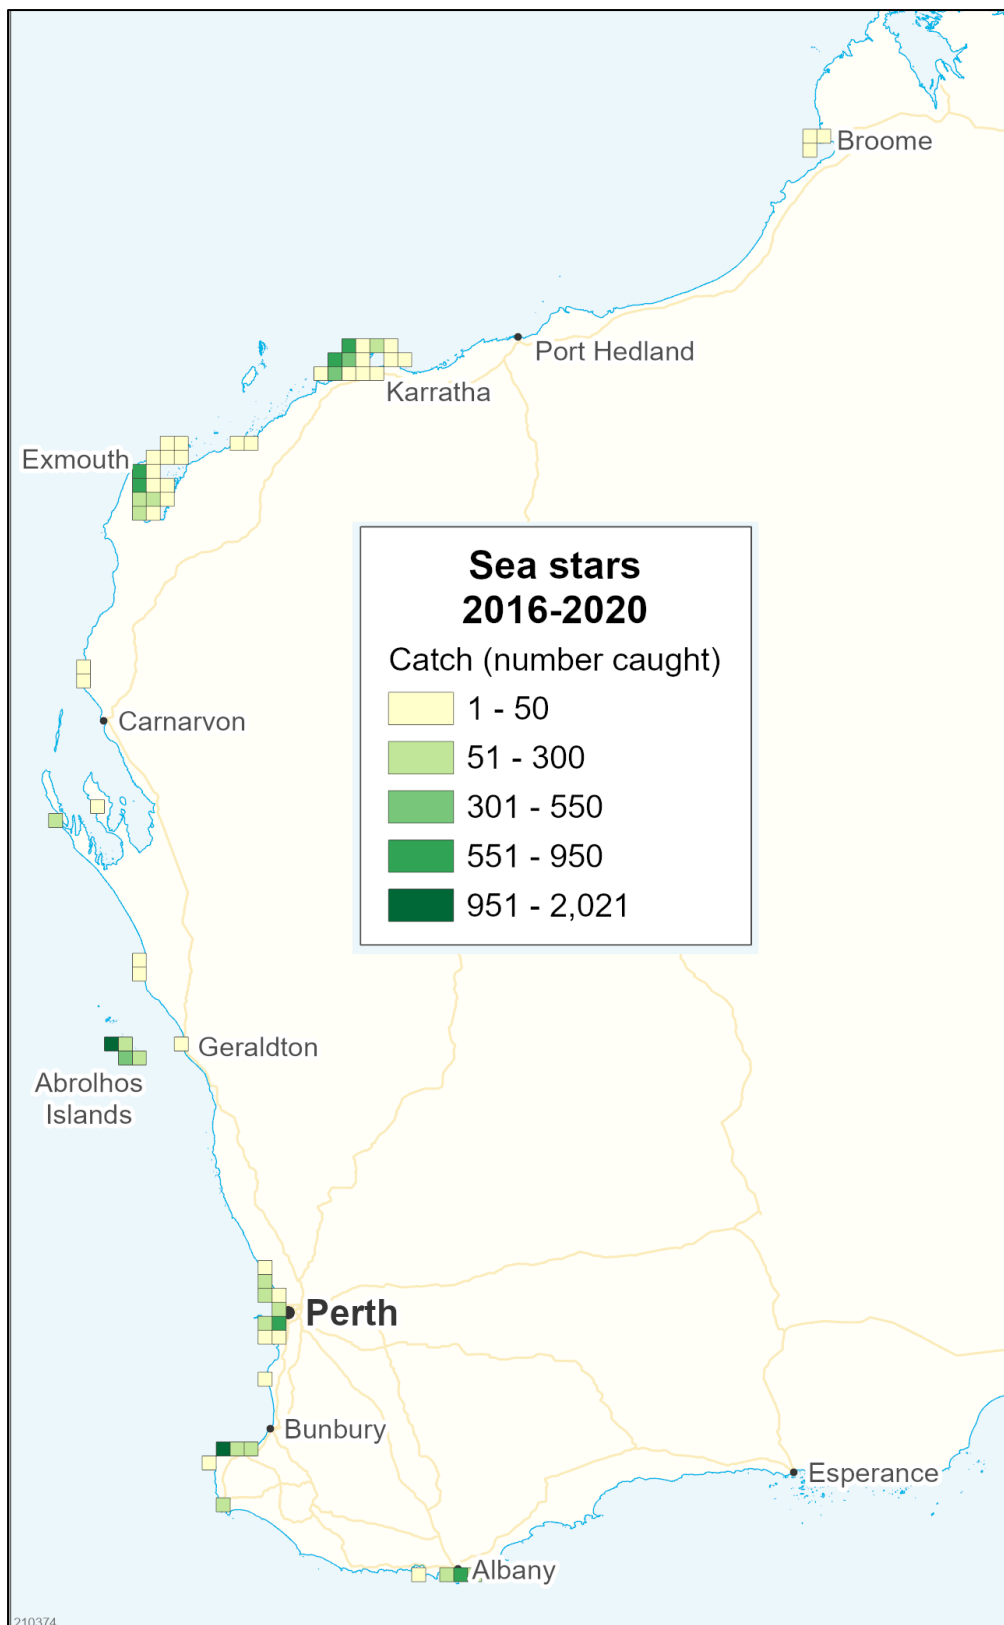 Broome
Port Hedland
Karratha
Exmouth
Sea stars
2016-2020
Catch (number caught)
1 - 50
51 - 300
301 - 550
551 - 950
951 - 2,021
Carnarvon
Geraldton
Abrolhos
Islands
Perth
Bunbury
Esperance
Albany
210374